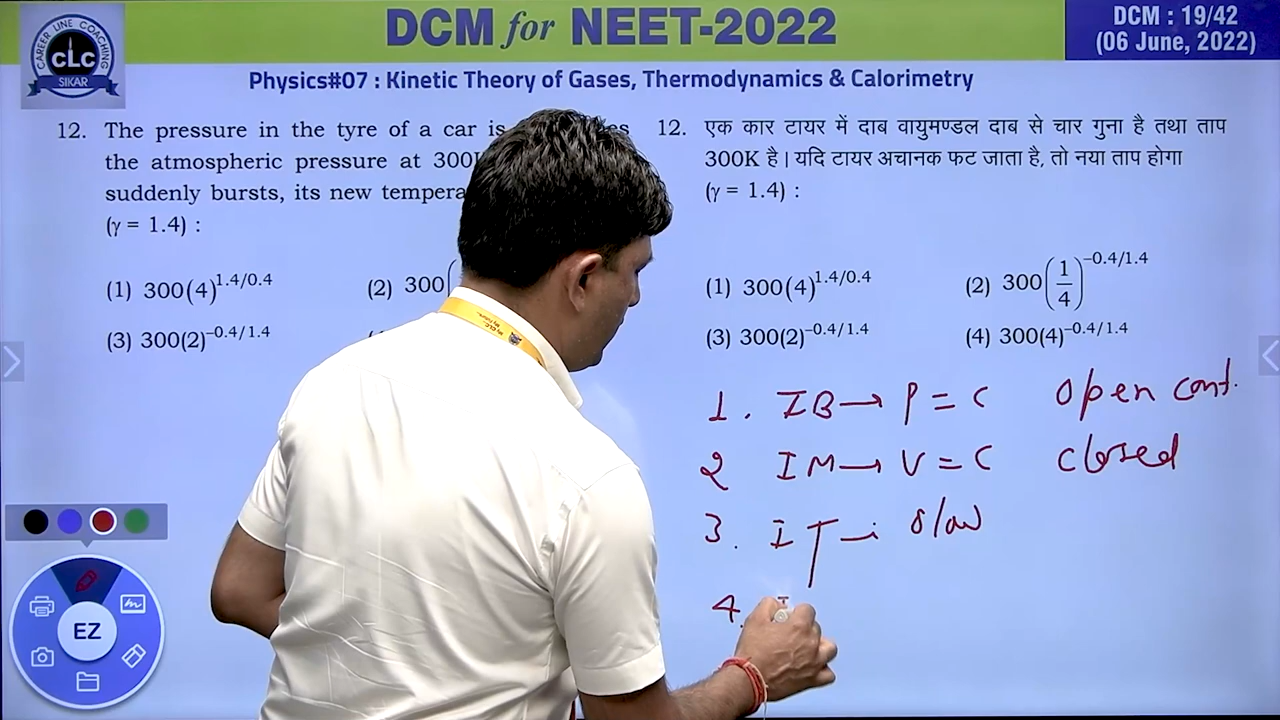 DCM for NEET-2022
DCM : 19/42
(06 June, 2022)
CAREER LINE COACHING
CLC
SIKAR
Physics#07 : Kinetic Theory of Gases, Thermodynamics & Calorimetry
12. The pressure in the tyre of a car is
the atmospheric pressure at
suddenly bursts, its new
(γ = 1.4) :
(1) 300(4)^1.4/0.4
(2) 300(
(3) 300(2)^–0.4/1.4
12. एक कार टायर में दाब वायुमण्डल दाब से चार गुना है तथा ताप
300K है। यदि टायर अचानक फट जाता है, तो नया ताप होगा
(γ = 1.4) :
(1) 300(4)^1.4/0.4
(2) 300(1/4)^–0.4/1.4
(3) 300(2)^–0.4/1.4
(4) 300(4)^–0.4/1.4
1. IB → P = C open cont.
2 IM → V = C closed
3. IT → slow
4.
EZ